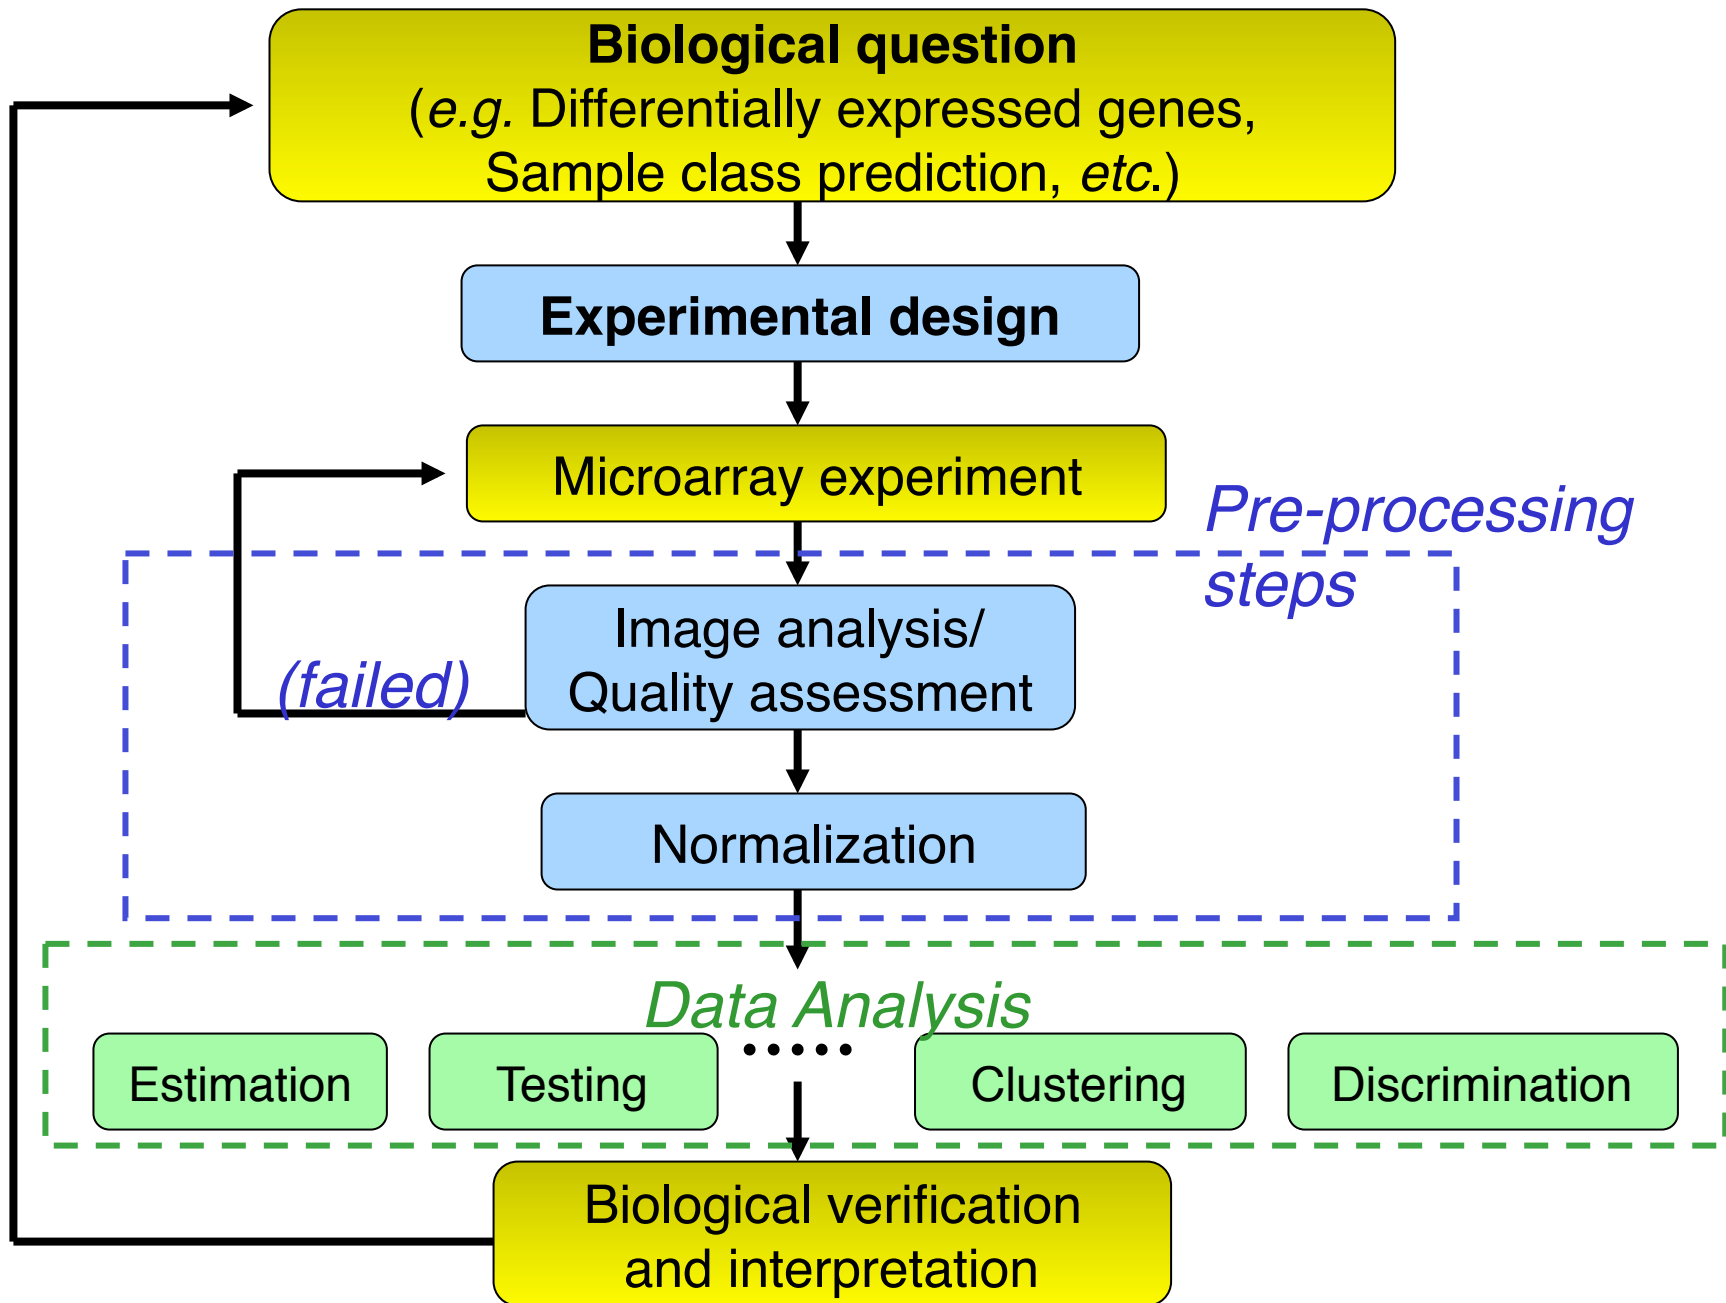 Biological question
(e.g. Differentially expressed genes,
Sample class prediction, etc.)
Experimental design
Microarray experiment
Pre-processing
steps
Image analysis/
Quality assessment
(failed)
Normalization
Data Analysis
.....
Estimation
Testing
Clustering
Discrimination
Biological verification
and interpretation